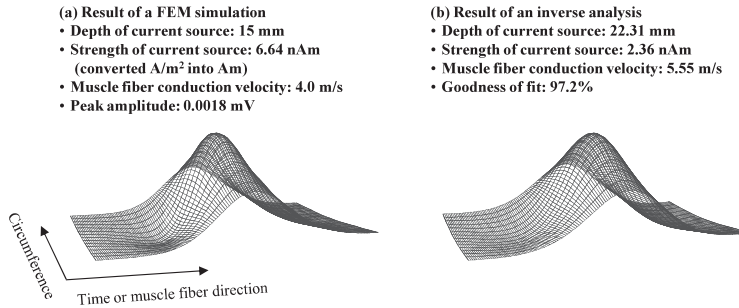 (a) Result of a FEM simulation
• Depth of current source: 15 mm
• Strength of current source: 6.64 nAm
(converted A/m² into Am)
• Muscle fiber conduction velocity: 4.0 m/s
• Peak amplitude: 0.0018 mV
(b) Result of an inverse analysis
• Depth of current source: 22.31 mm
• Strength of current source: 2.36 nAm
• Muscle fiber conduction velocity: 5.55 m/s
• Goodness of fit: 97.2%
Circumference
Time or muscle fiber direction